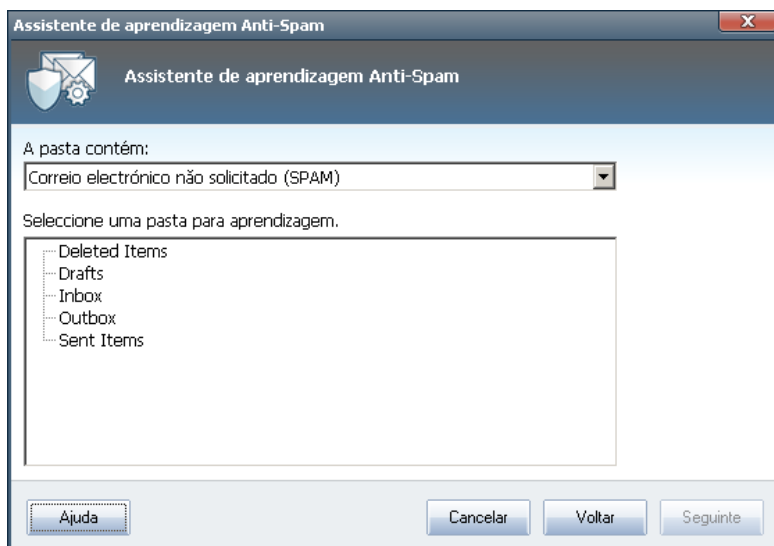 Assistente de aprendizagem Anti-Spam
Assistente de aprendizagem Anti-Spam
A pasta contém:
Correio electrónico não solicitado (SPAM)
Seleccione uma pasta para aprendizagem.
Deleted Items
Drafts
Inbox
Outbox
Sent Items
Ajuda Cancelar Voltar Seguinte